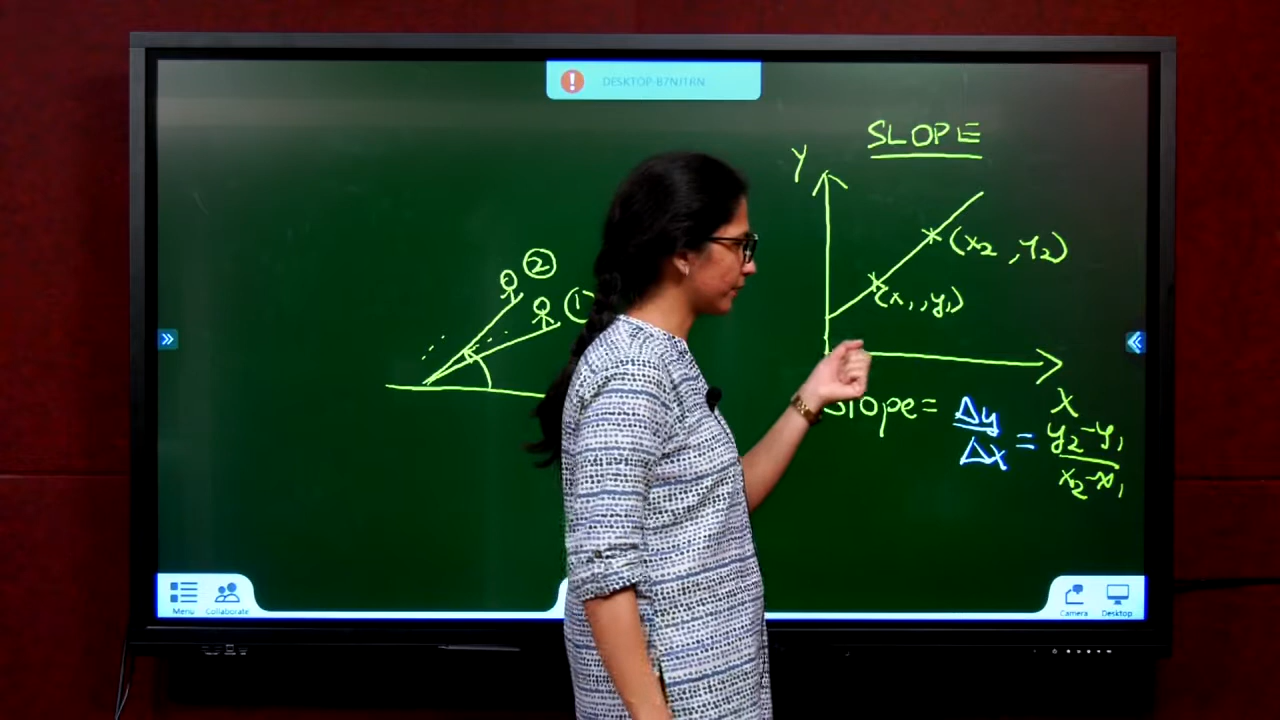 DESKTOP-B7NJ1RN
SLOPE
Y
(x2, y2)
(x1, y1)
②
①
X
Slope = Δy/Δx = y2-y1/x2-x1
Menu
Collaborate
Camera
Desktop